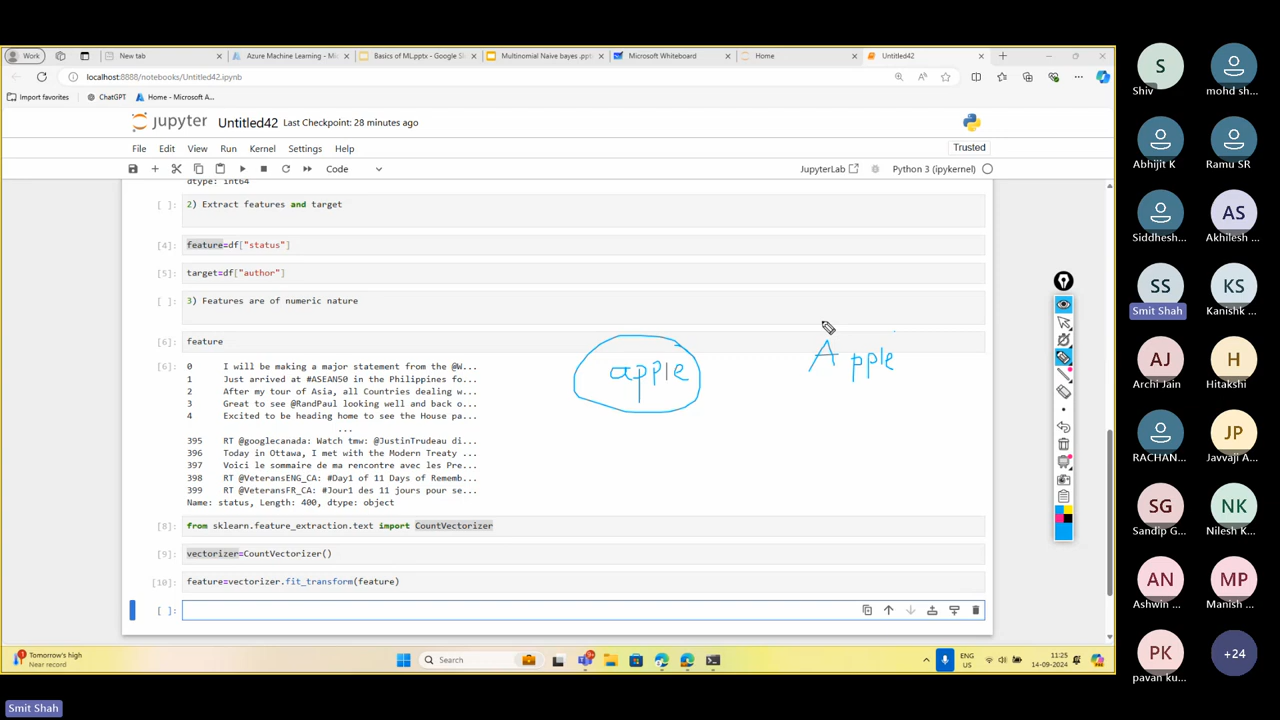 Work
New tab
Azure Machine Learning - Mi
Basics of ML.pptx - Google Sl
Multinomial Naive bayes .ppt
Microsoft Whiteboard
Home
Untitled42
localhost:8888/notebooks/Untitled42.ipynb
Import favorites
ChatGPT
Home - Microsoft A...
jupyter Untitled42 Last Checkpoint: 28 minutes ago
File Edit View Run Kernel Settings Help
Trusted
Code
JupyterLab
Python 3 (ipykernel)
dtype: int64
[ ]: 2) Extract features and target
[4]: feature=df["status"]
[5]: target=df["author"]
[ ]: 3) Features are of numeric nature
[6]: feature
[6]: 0 I will be making a major statement from the @W...
1 Just arrived at #ASEAN50 in the Philippines fo...
2 After my tour of Asia, all Countries dealing w...
3 Great to see @RandPaul looking well and back o...
4 Excited to be heading home to see the House pa...
...
395 RT @googlecanada: Watch tmw: @JustinTrudeau di...
396 Today in Ottawa, I met with the Modern Treaty ...
397 Voici le sommaire de ma rencontre avec les Pre...
398 RT @VeteransENG_CA: #Day1 of 11 Days of Rememb...
399 RT @VeteransFR_CA: #Jour1 des 11 jours pour se...
Name: status, Length: 400, dtype: object
[8]: from sklearn.feature_extraction.text import CountVectorizer
[9]: vectorizer=CountVectorizer()
[10]: feature=vectorizer.fit_transform(feature)
[ ]:
apple
Apple
Tomorrow's high
Near record
Search
ENG
US
11:25
14-09-2024
S
Shiv
mohd sh...
Abhijit K
Ramu SR
Siddhesh...
AS
Akhilesh ...
SS
Smit Shah
KS
Kanishk ...
AJ
Archi Jain
H
Hitakshi
RACHAN...
JP
Javvaji A...
SG
Sandip G...
NK
Nilesh K...
AN
Ashwin ...
MP
Manish ...
PK
pavan ku...
+24
Smit Shah